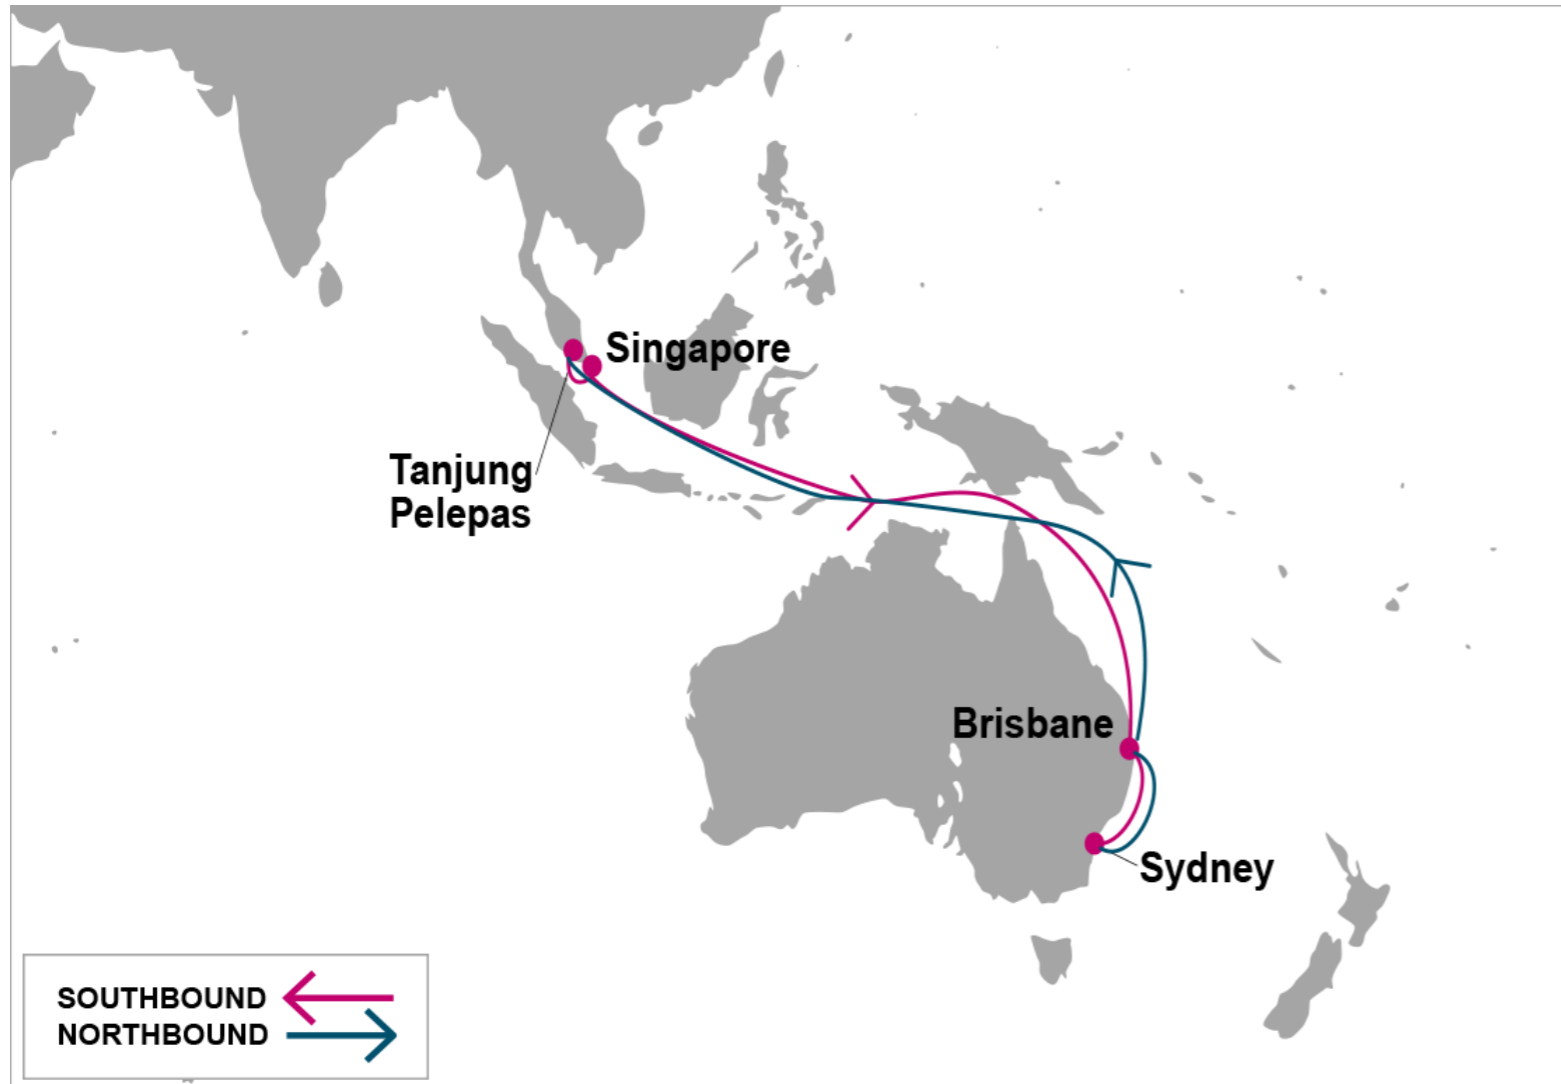 Singapore
Tanjung
Pelepas
Brisbane
Sydney
SOUTHBOUND
NORTHBOUND